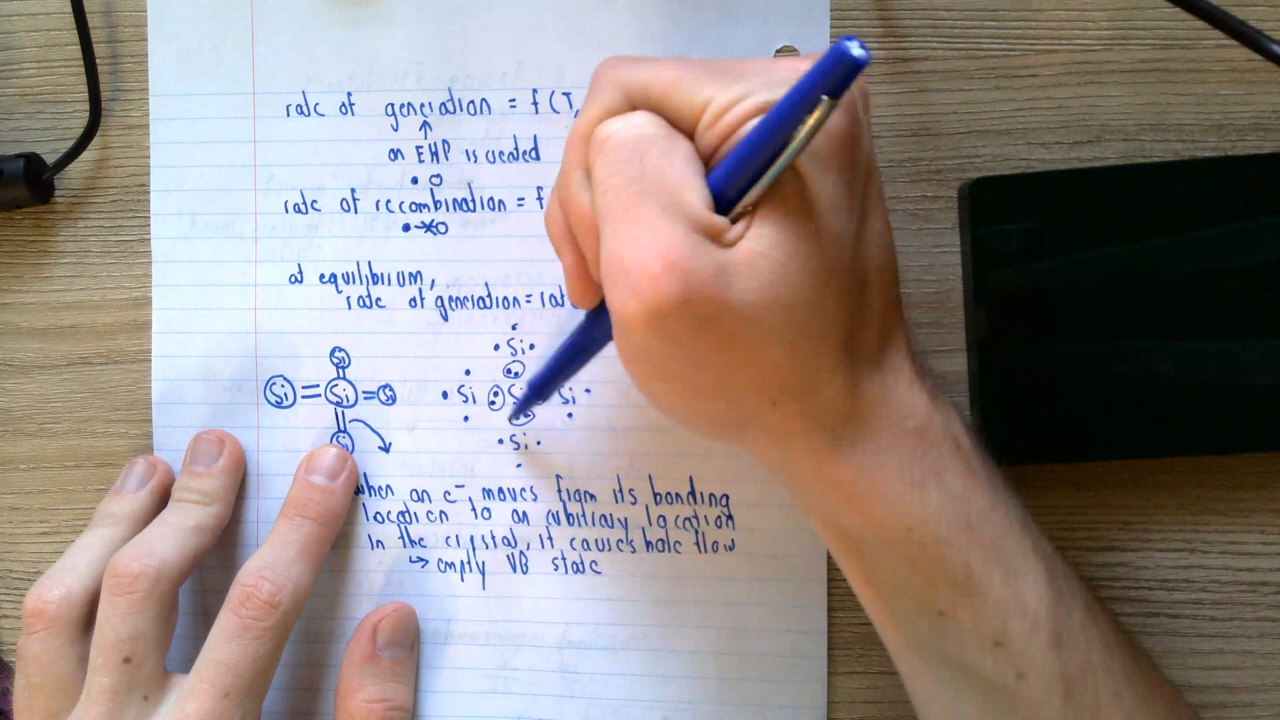 rate of generation = f (T,
an EHP is created
rate of recombination = f
at equilibrium,
rate of generation = rate
Si
• Si •
Si = Si = Si
• Si Si Si
Si
• Si •
when an e⁻ moves from its bonding
location to an arbitrary location
in the crystal, it causes hole flow
↳ empty VB state